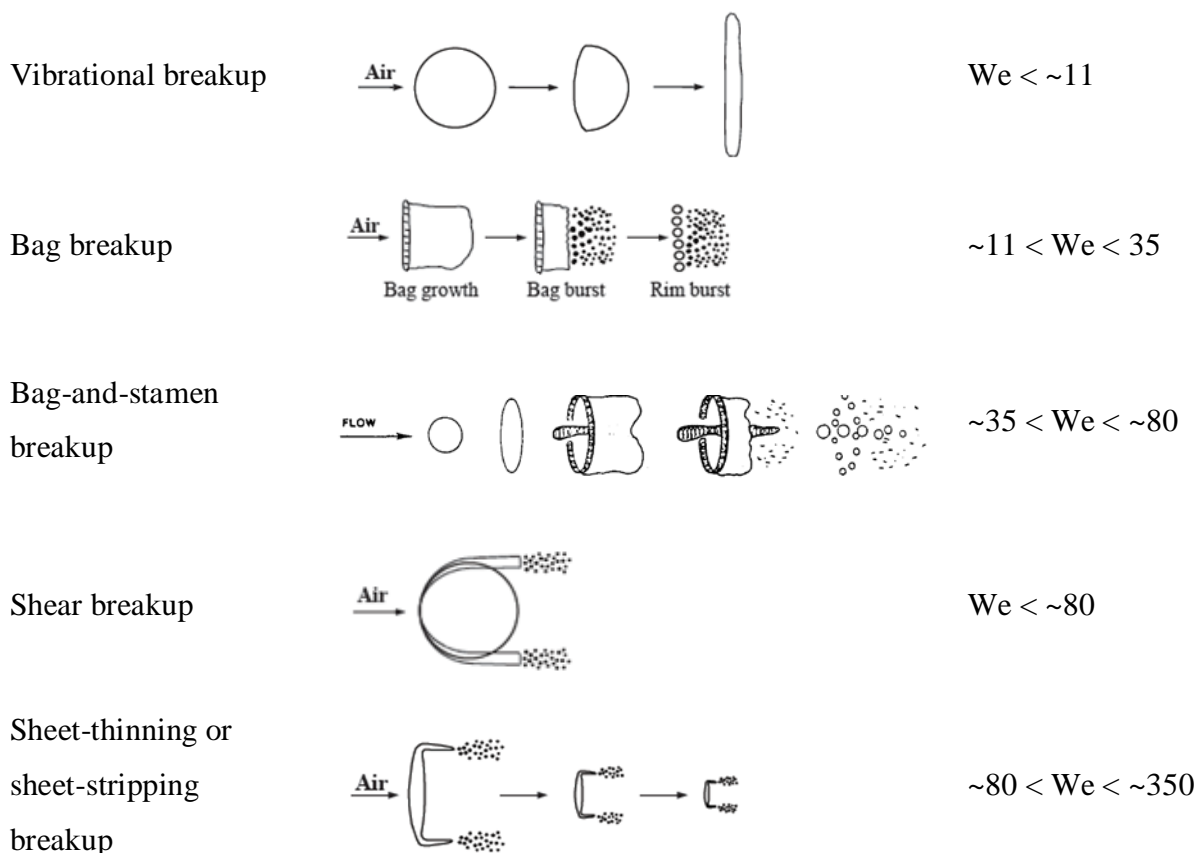 Vibrational breakup
Air
We < ~11
Bag breakup
Air
Bag growth
Bag burst
Rim burst
~11 < We < 35
Bag-and-stamen
breakup
FLOW
~35 < We < ~80
Shear breakup
Air
We < ~80
Sheet-thinning or
sheet-stripping
breakup
Air
~80 < We < ~350